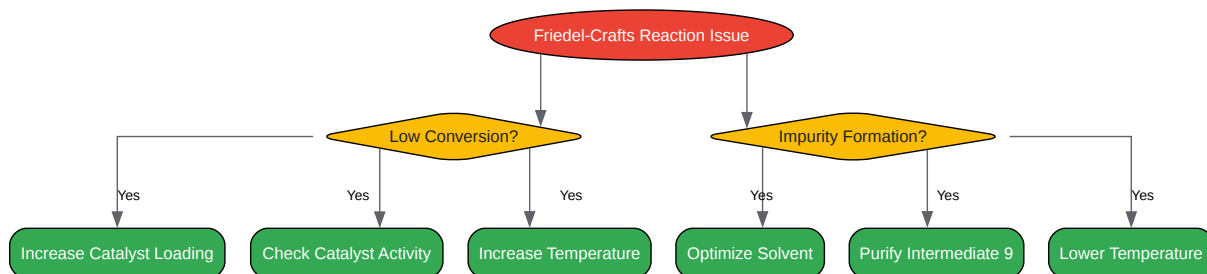 Friedel-Crafts Reaction Issue
Low Conversion?
Impurity Formation?
Yes
Yes
Yes
Yes
Yes
Yes
Increase Catalyst Loading
Check Catalyst Activity
Increase Temperature
Optimize Solvent
Purify Intermediate 9
Lower Temperature